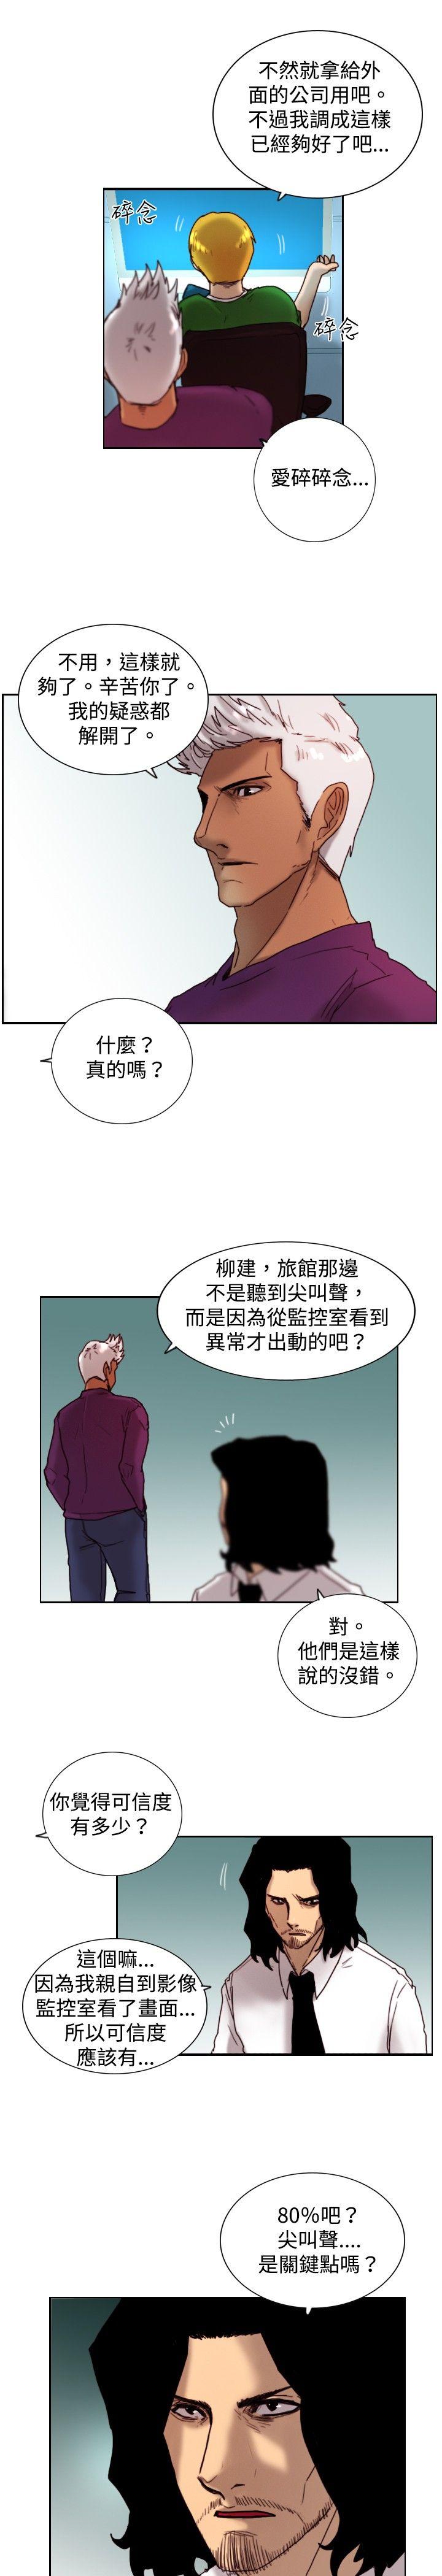 不然就拿給外
面的公司用吧。
不過我調成這樣
已經夠好了吧...
碎念
碎念
愛碎碎念...
不用，這樣就
夠了。辛苦你了。
我的疑惑都
解開了。
什麼？
真的嗎？
柳建，旅館那邊
不是聽到尖叫聲，
而是因為從監控室看到
異常才出動的吧？
對。
他們是這樣
說的沒錯。
你覺得可信度
有多少？
這個嘛...
因為我親自到影像
監控室看了畫面...
所以可信度
應該有...
80%吧？
尖叫聲....
是關鍵點嗎？